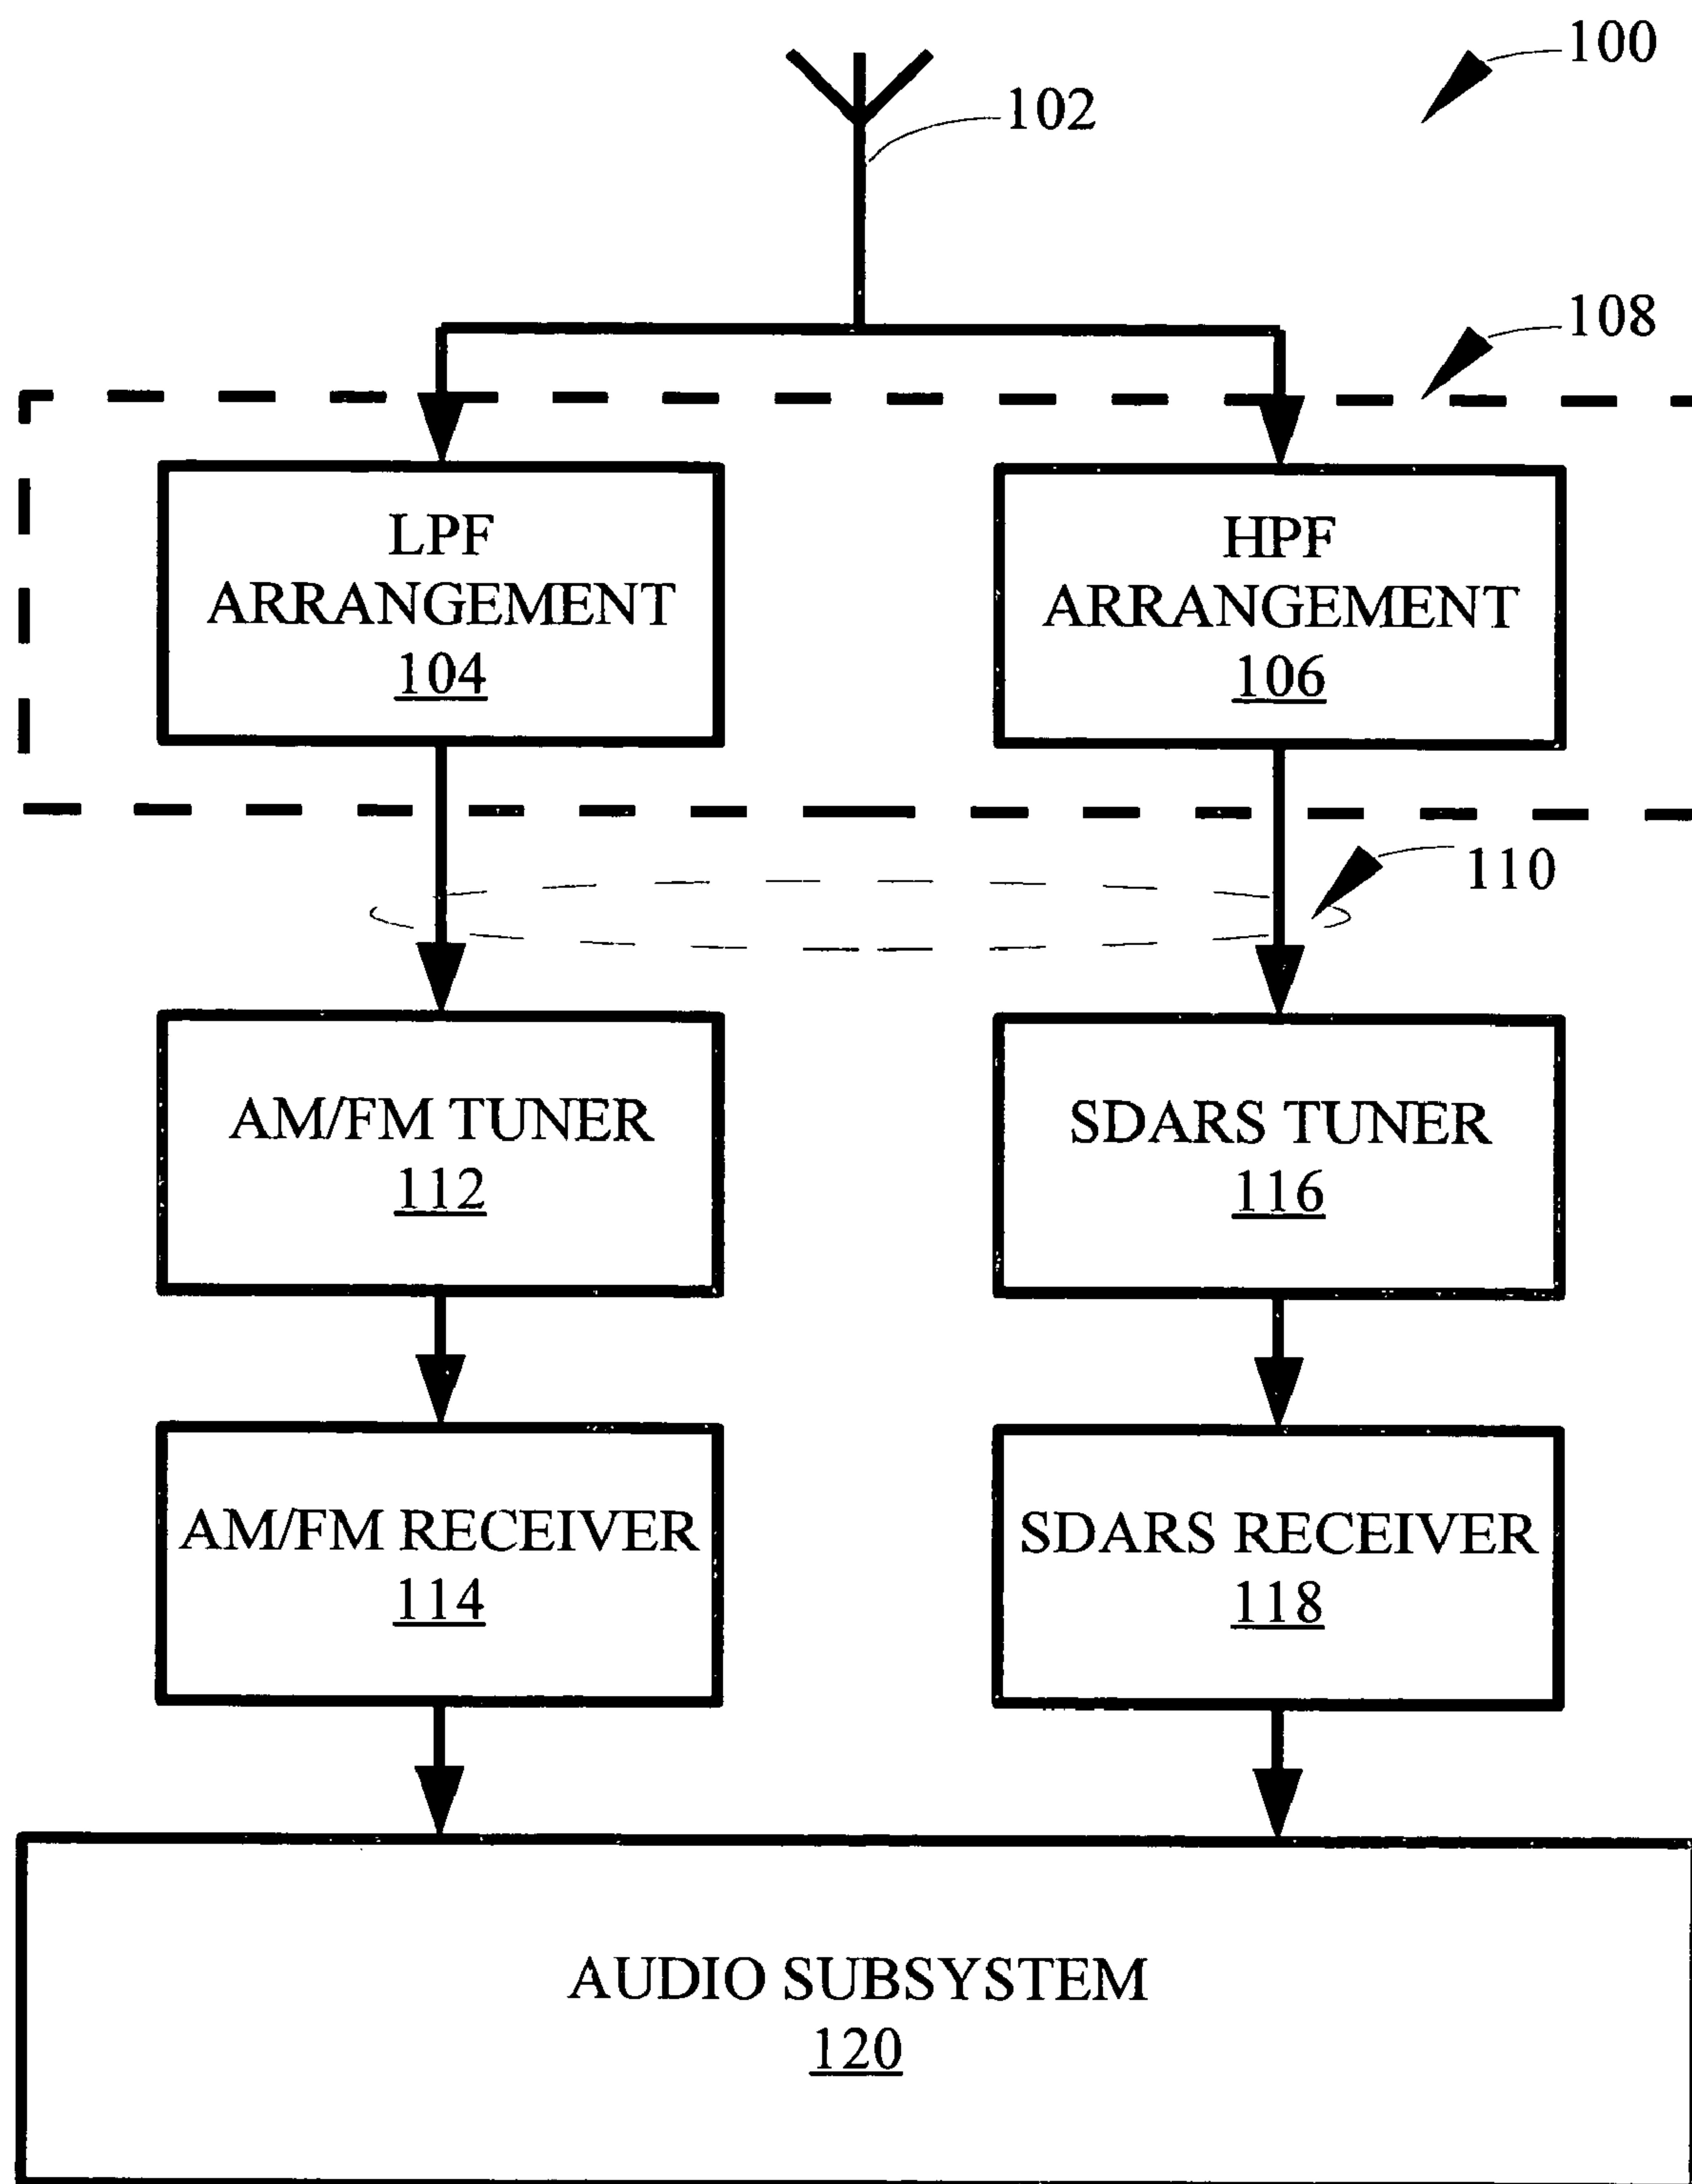 100
102
108
LPF
ARRANGEMENT
104
HPF
ARRANGEMENT
106
110
AM/FM TUNER
112
SDARS TUNER
116
AM/FM RECEIVER
114
SDARS RECEIVER
118
AUDIO SUBSYSTEM
120